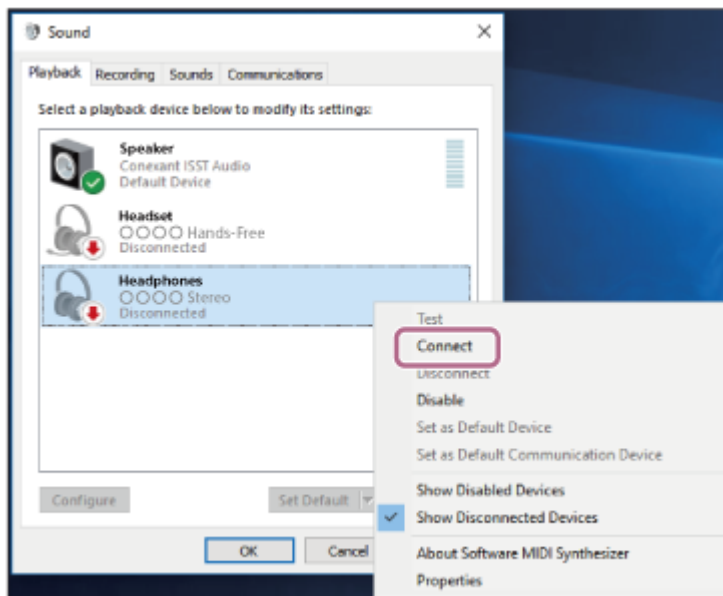 Sound
Playback Recording Sounds Communications
Select a playback device below to modify its settings:
Speaker
Conexant ISST Audio
Default Device
Headset
○○○○ Hands-Free
Disconnected
Headphones
○○○○ Stereo
Disconnected
Test
Connect
Disconnect
Disable
Set as Default Device
Set as Default Communication Device
Show Disabled Devices
Show Disconnected Devices
About Software MIDI Synthesizer
Properties
Configure Set Default
OK Cancel